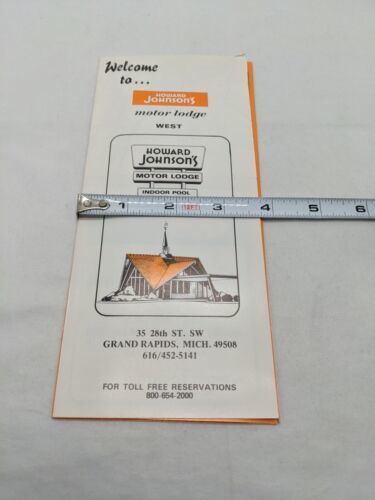 Welcome
to...
HOWARD
JOHNSON'S
motor lodge
WEST
HOWARD
JOHNSON'S
MOTOR LODGE
INDOOR POOL
1 2 3 4 5 6
35 28th ST. SW
GRAND RAPIDS, MICH. 49508
616/452-5141
FOR TOLL FREE RESERVATIONS
800-654-2000